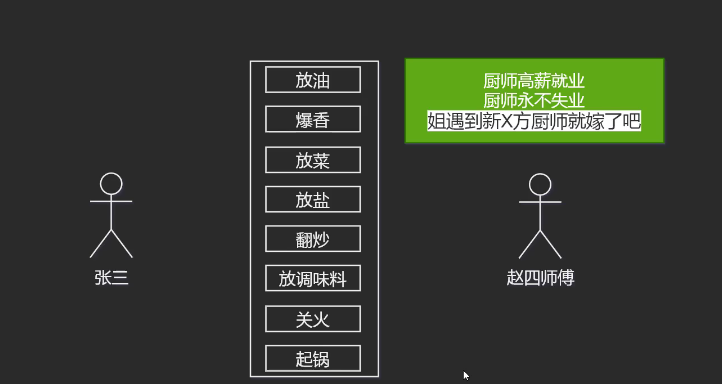 放油
爆香
放菜
放盐
翻炒
放调味料
关火
起锅
厨师高薪就业
厨师永不失业
姐遇到新X方厨师就嫁了吧
张三
赵四师傅